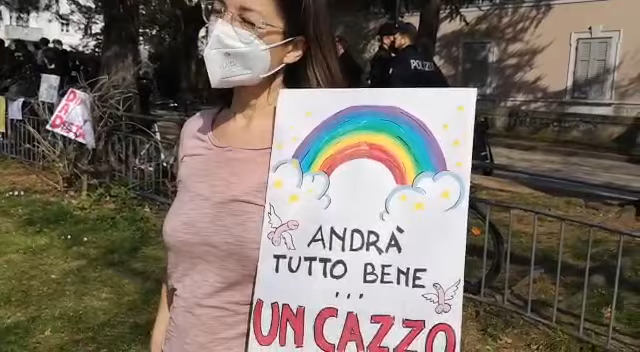 POLIZIA
ANDRÀ
TUTTO BENE
...
UN CAZZO